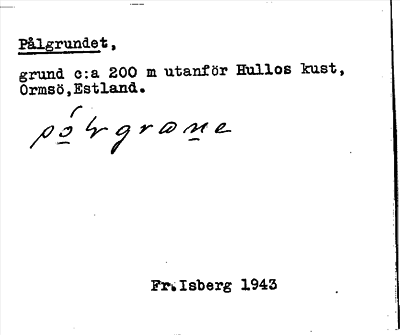 Pålgrundet,
grund c:a 200 m utanför Hullos kust,
Ormsö,Estland.
Fr.Isberg 1943